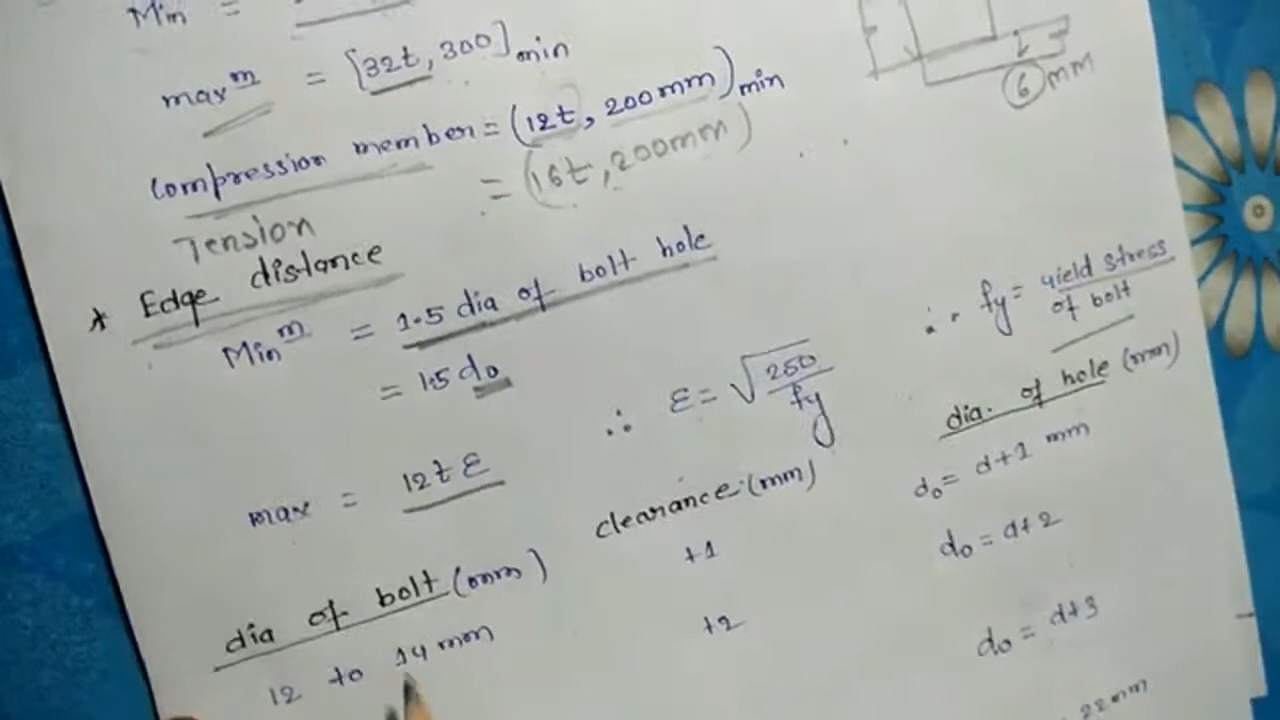 Min =
max^m = [32t, 300]min
6 mm
Compression member = (12t, 200mm)min
Tension = (16t, 200mm)
* Edge distance
Min^m = 1.5 dia of bolt hole
= 1.5 d₀
∴ ε = √250/fy
∴ fy = yield stress of bolt
max = 12tε
dia of bolt (mm) clearance (mm) dia. of hole (mm)
12 to 14 mm +1 d₀ = d+1 mm
+2 d₀ = d+2
d₀ = d+3
22mm